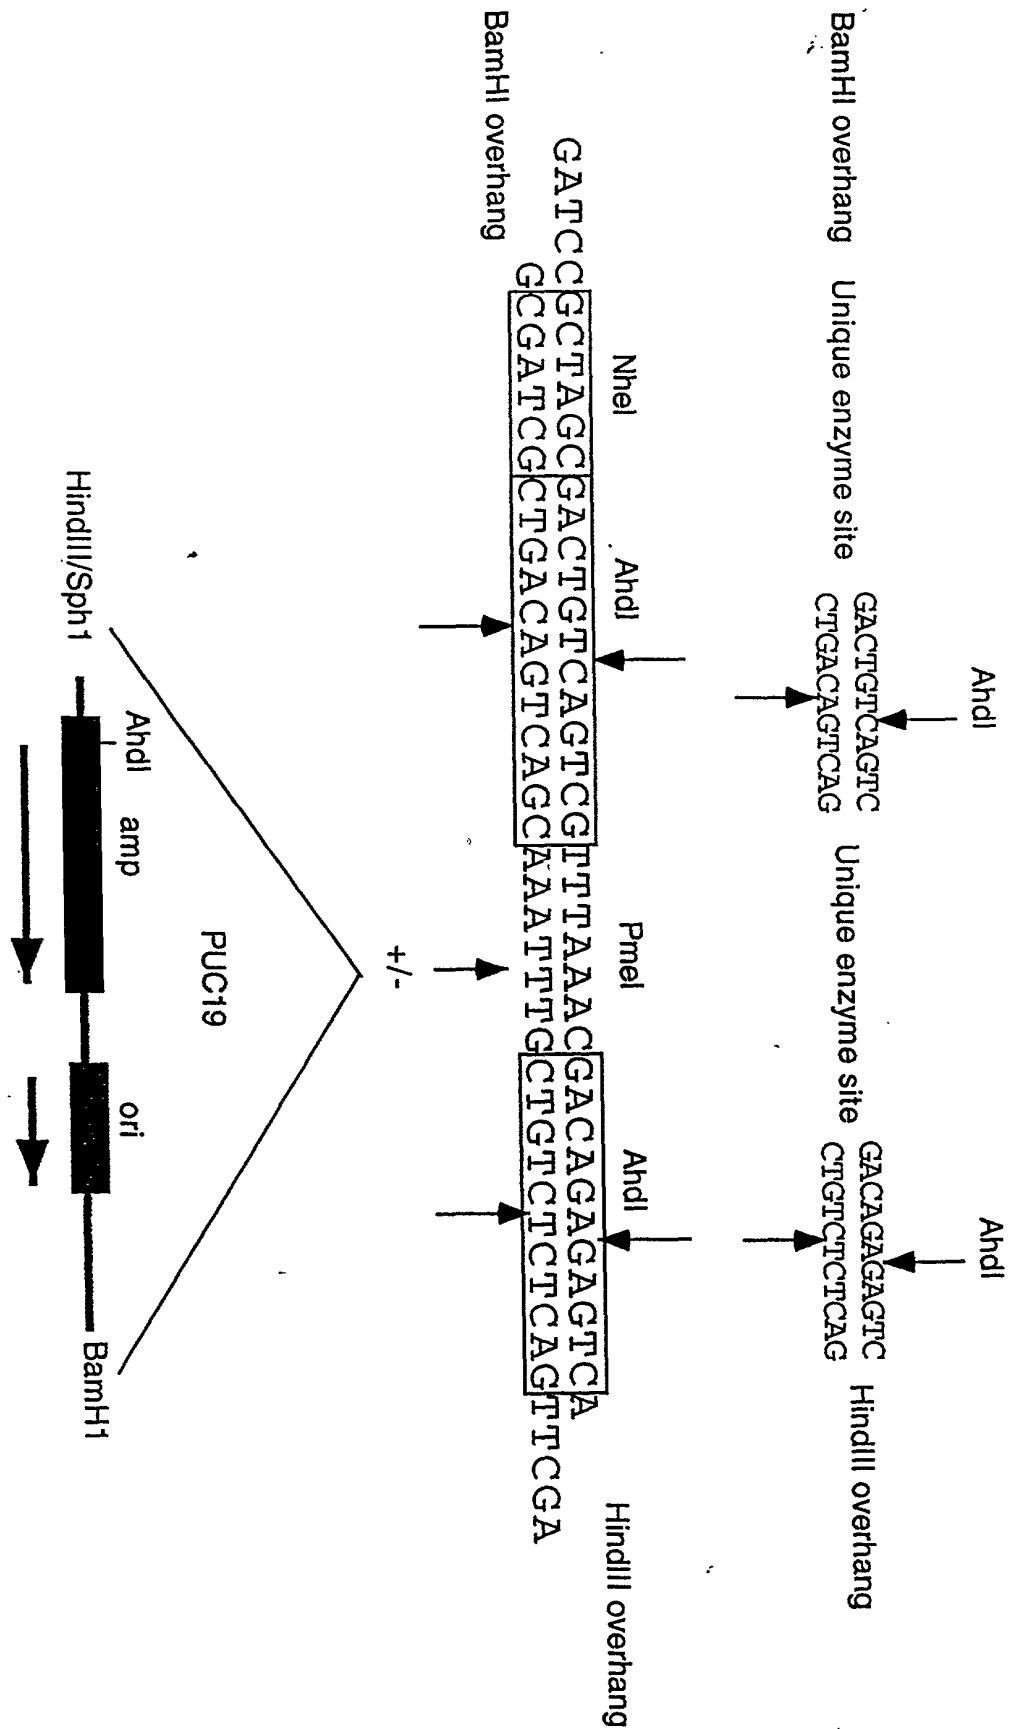 AhdI AhdI
BamHI overhang Unique enzyme site GACTGTCAGTC Unique enzyme site GACAGAGAGTC HindIII overhang
CTGACAGTCAG CTGTCTCTCAG
NheI AhdI PmeI AhdI HindIII overhang
GATCCGCTAGCGACTGTCAGTCGTTTAAACGACAGAGAGTCA
GCGATCGCTGACAGTCAGCAAATTTGCTGTCTCTCAGTTCGA
BamHI overhang
+/-
PUC19
AhdI amp ori
HindIII/Sph1 BamH1